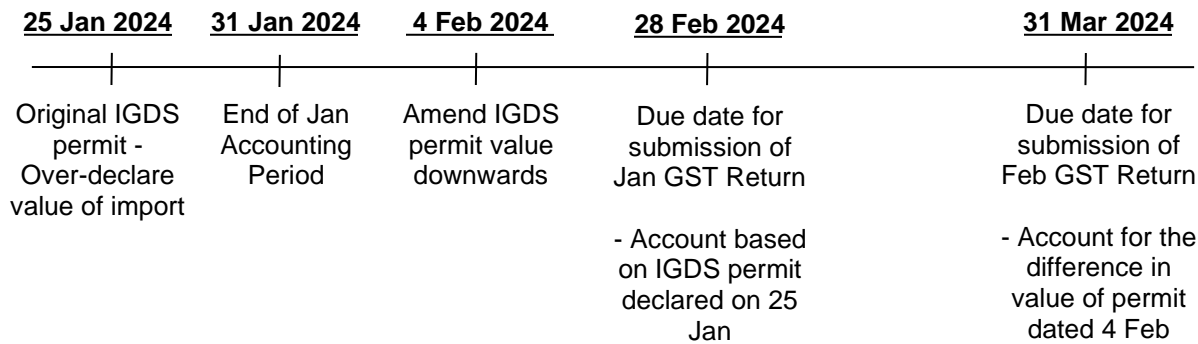 25 Jan 2024
Original IGDS
permit -
Over-declare
value of import
31 Jan 2024
End of Jan
Accounting
Period
4 Feb 2024
Amend IGDS
permit value
downwards
28 Feb 2024
Due date for
submission of
Jan GST Return
- Account based
on IGDS permit
declared on 25
Jan
31 Mar 2024
Due date for
submission of
Feb GST Return
- Account for the
difference in
value of permit
dated 4 Feb